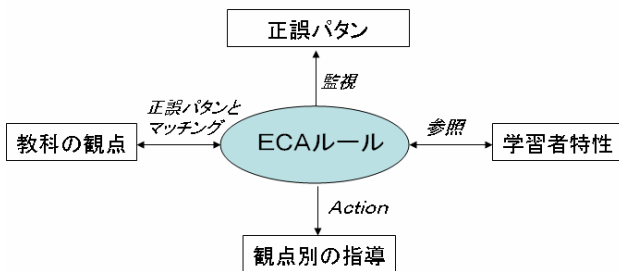 正誤パタン
監視
正誤パタンと
マッチング
教科の観点
ECAルール
参照
学習者特性
Action
観点別の指導